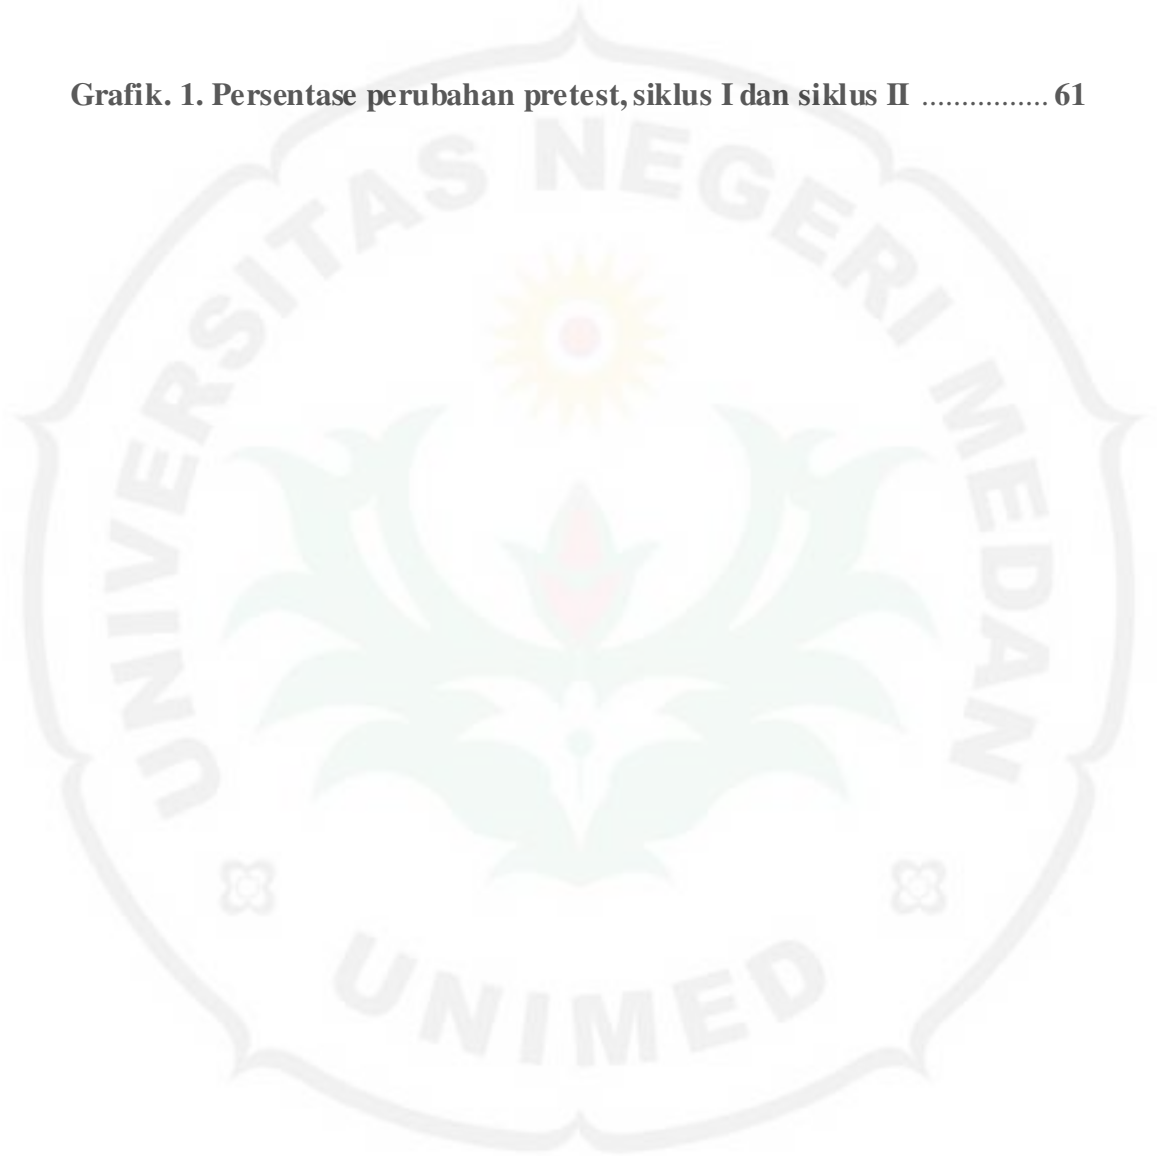 Grafik. 1. Persentase perubahan pretest, siklus I dan siklus II ................ 61
UNIVERSITAS NEGERI MEDAN
UNIMED